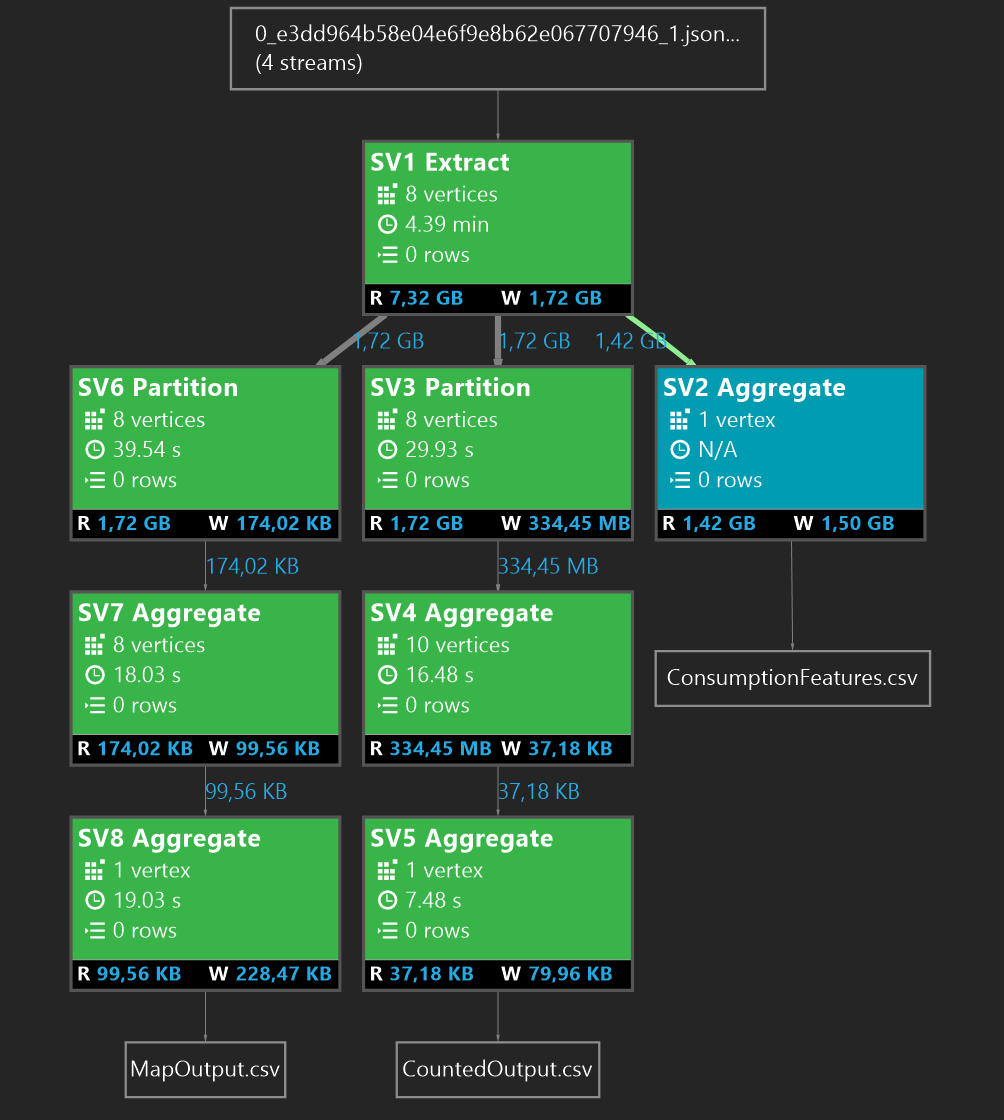 0_e3dd964b58e04e6f9e8b62e067707946_1.json...
(4 streams)
SV1 Extract
8 vertices
4.39 min
0 rows
R 7,32 GB W 1,72 GB
1,72 GB
1,72 GB
1,42 GB
SV6 Partition
8 vertices
39.54 s
0 rows
R 1,72 GB W 174,02 KB
SV3 Partition
8 vertices
29.93 s
0 rows
R 1,72 GB W 334,45 MB
SV2 Aggregate
1 vertex
N/A
0 rows
R 1,42 GB W 1,50 GB
174,02 KB
334,45 MB
SV7 Aggregate
8 vertices
18.03 s
0 rows
R 174,02 KB W 99,56 KB
SV4 Aggregate
10 vertices
16.48 s
0 rows
R 334,45 MB W 37,18 KB
ConsumptionFeatures.csv
99,56 KB
37,18 KB
SV8 Aggregate
1 vertex
19.03 s
0 rows
R 99,56 KB W 228,47 KB
SV5 Aggregate
1 vertex
7.48 s
0 rows
R 37,18 KB W 79,96 KB
MapOutput.csv
CountedOutput.csv